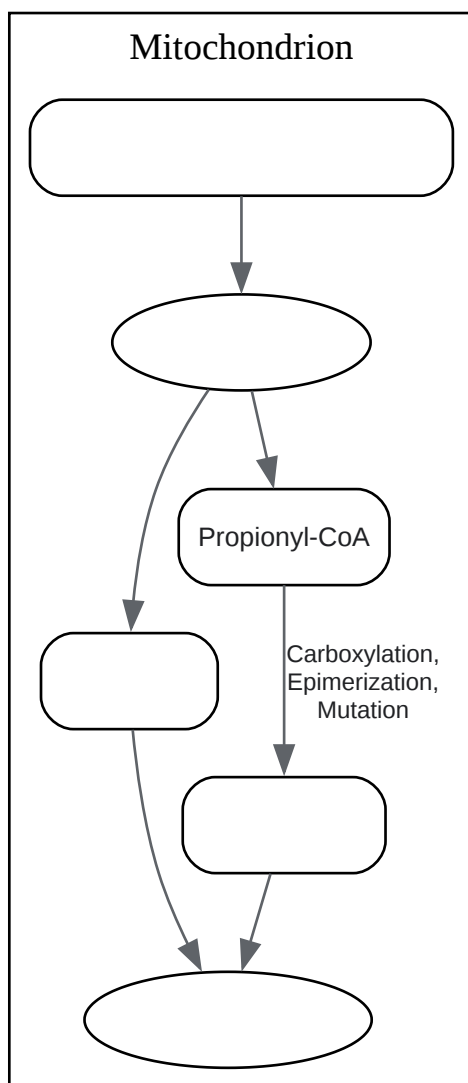 Mitochondrion
Propionyl-CoA
Carboxylation,
Epimerization,
Mutation